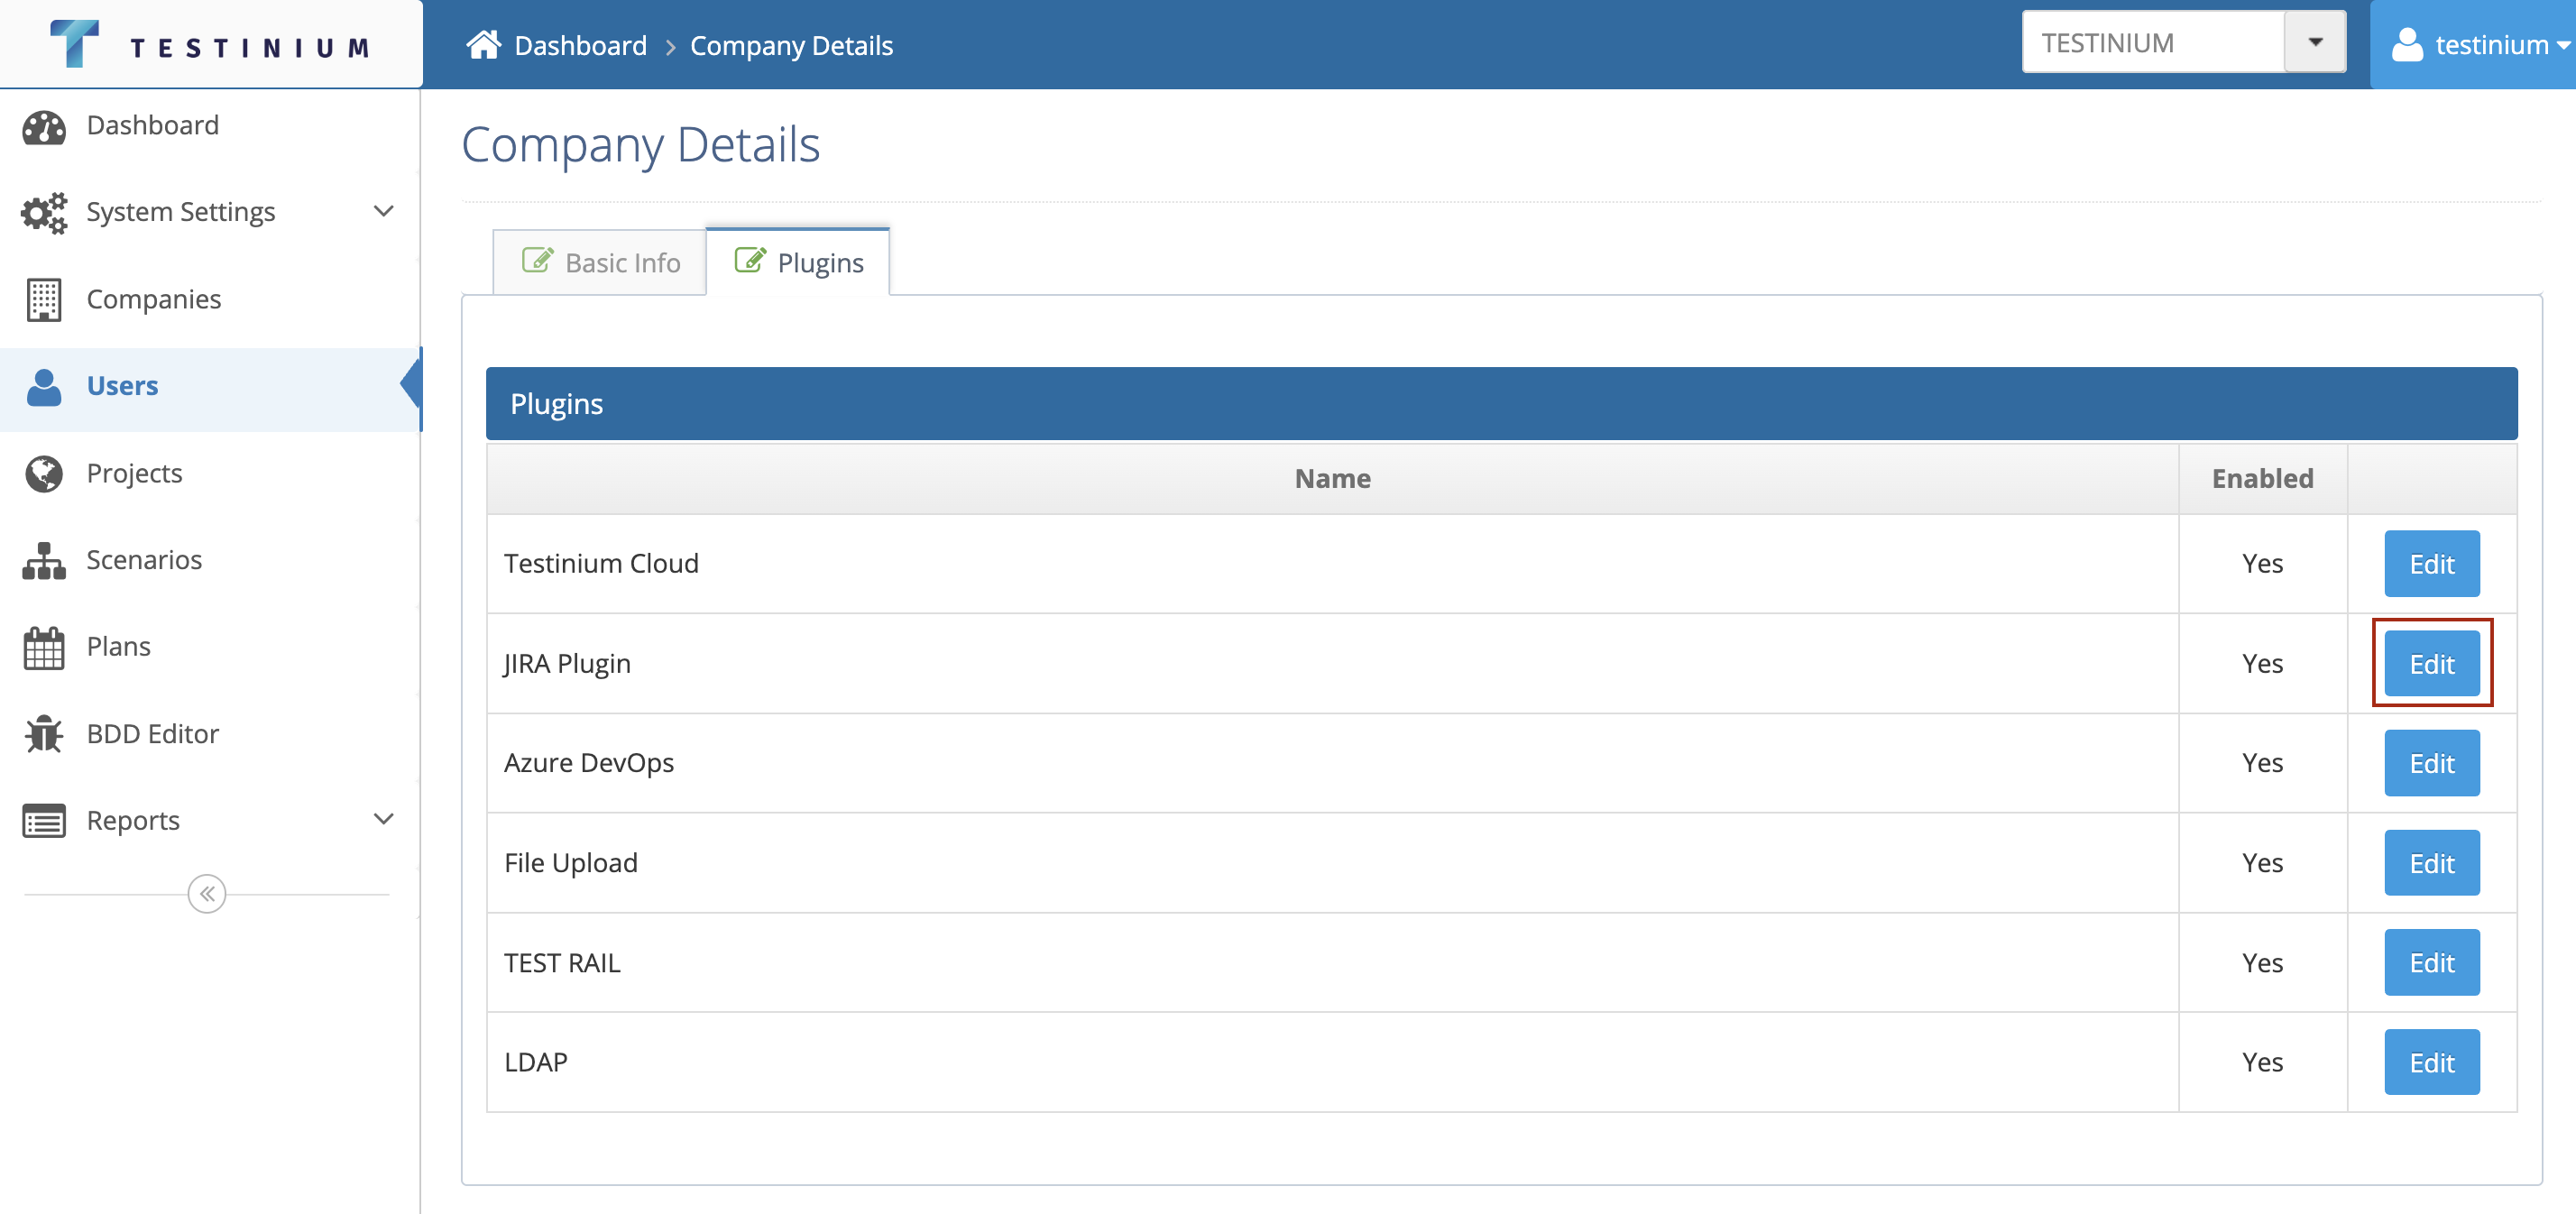 TESTINIUM
Dashboard > Company Details
TESTINIUM
testinium
Dashboard
System Settings
Companies
Users
Projects
Scenarios
Plans
BDD Editor
Reports
Company Details
Basic Info
Plugins
Plugins
Name Enabled
Testinium Cloud Yes Edit
JIRA Plugin Yes Edit
Azure DevOps Yes Edit
File Upload Yes Edit
TEST RAIL Yes Edit
LDAP Yes Edit